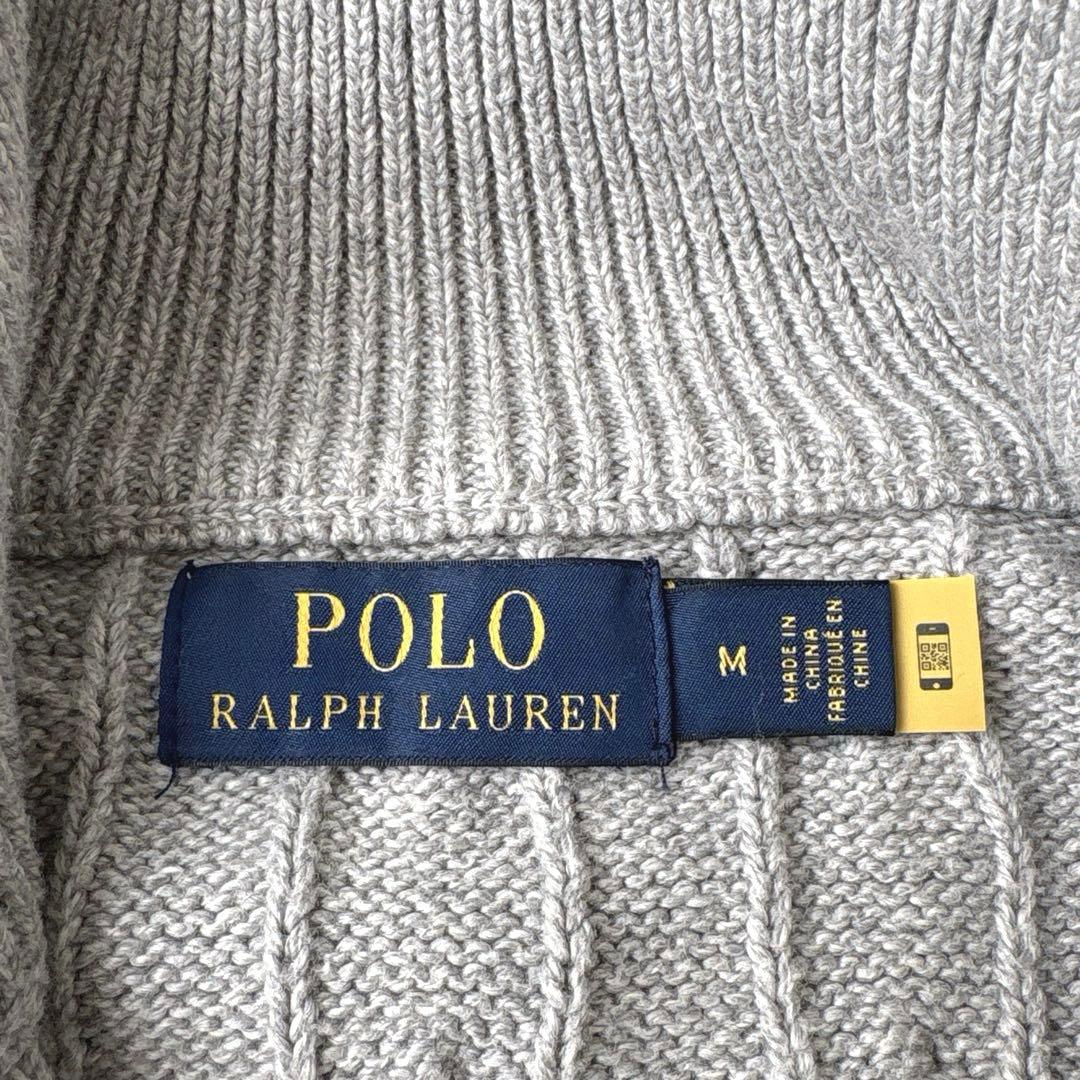 POLO
RALPH LAUREN
M
MADE IN
CHINA
FABRIQUÉ EN
CHINE